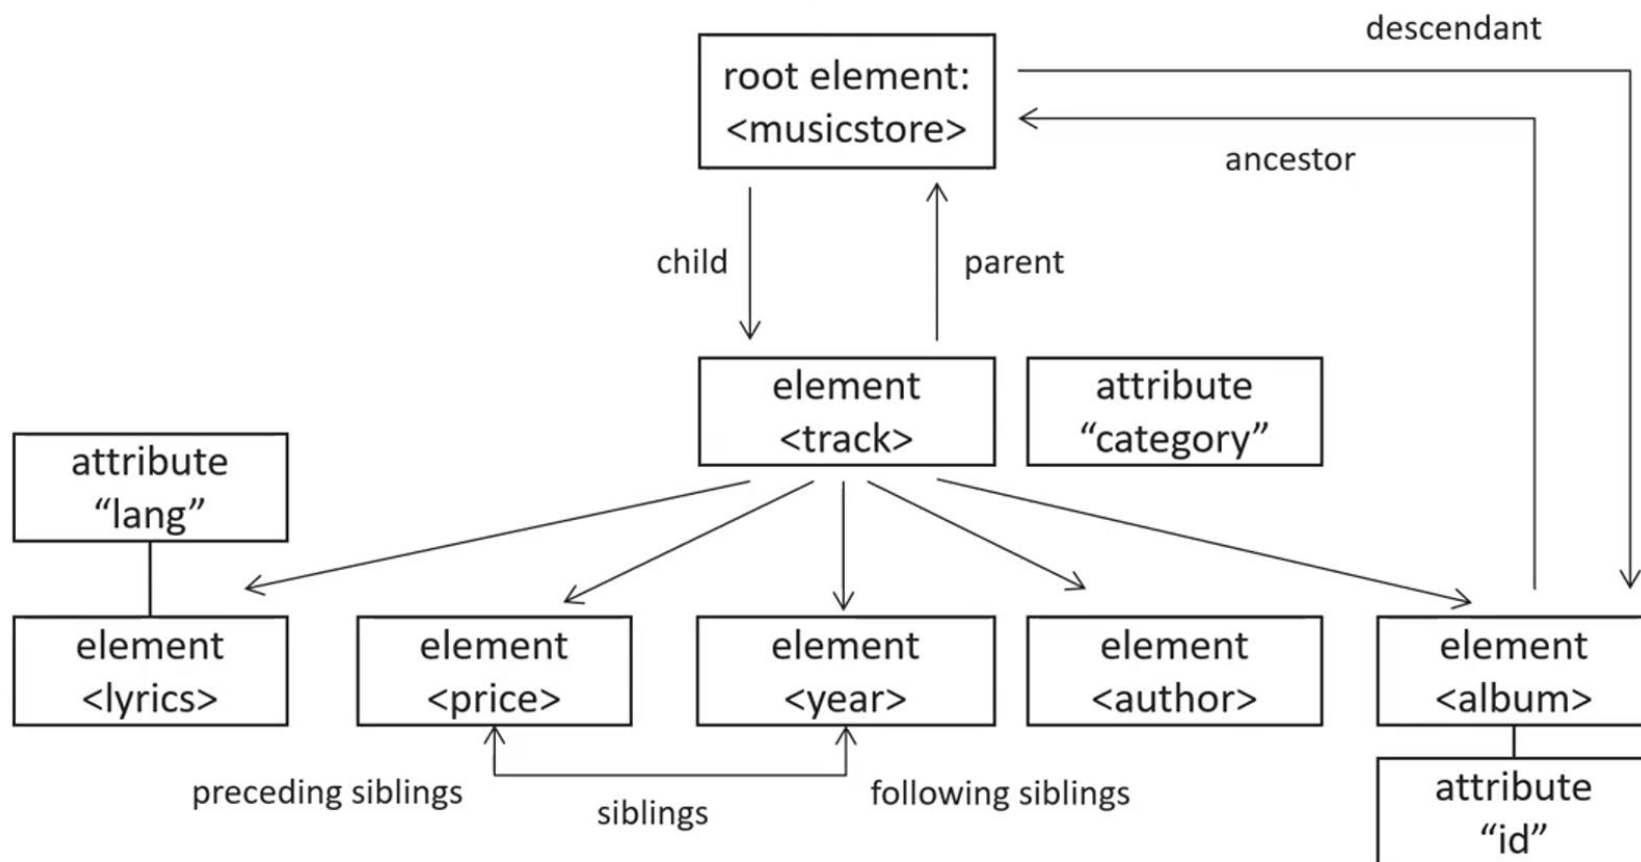 descendant
root element:
<musicstore>
ancestor
child
parent
element
<track>
attribute
“category”
attribute
“lang”
element
<lyrics>
element
<price>
element
<year>
element
<author>
element
<album>
preceding siblings
siblings
following siblings
attribute
“id”